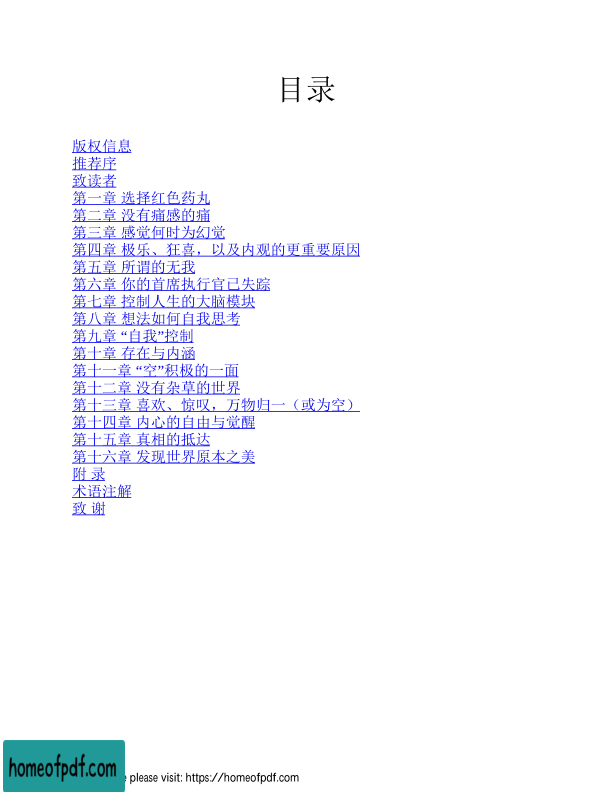 目录
版权信息
推荐序
致读者
第一章 选择红色药丸
第二章 没有痛感的痛
第三章 感觉何时为幻觉
第四章 极乐、狂喜，以及内观的更重要原因
第五章 所谓的无我
第六章 你的首席执行官已失踪
第七章 控制人生的大脑模块
第八章 想法如何自我思考
第九章 “自我”控制
第十章 存在与内涵
第十一章 “空”积极的一面
第十二章 没有杂草的世界
第十三章 喜欢、惊叹，万物归一（或为空）
第十四章 内心的自由与觉醒
第十五章 真相的抵达
第十六章 发现世界原本之美
附 录
术语注解
致 谢
homeofpdf.com
e please visit: https://homeofpdf.com